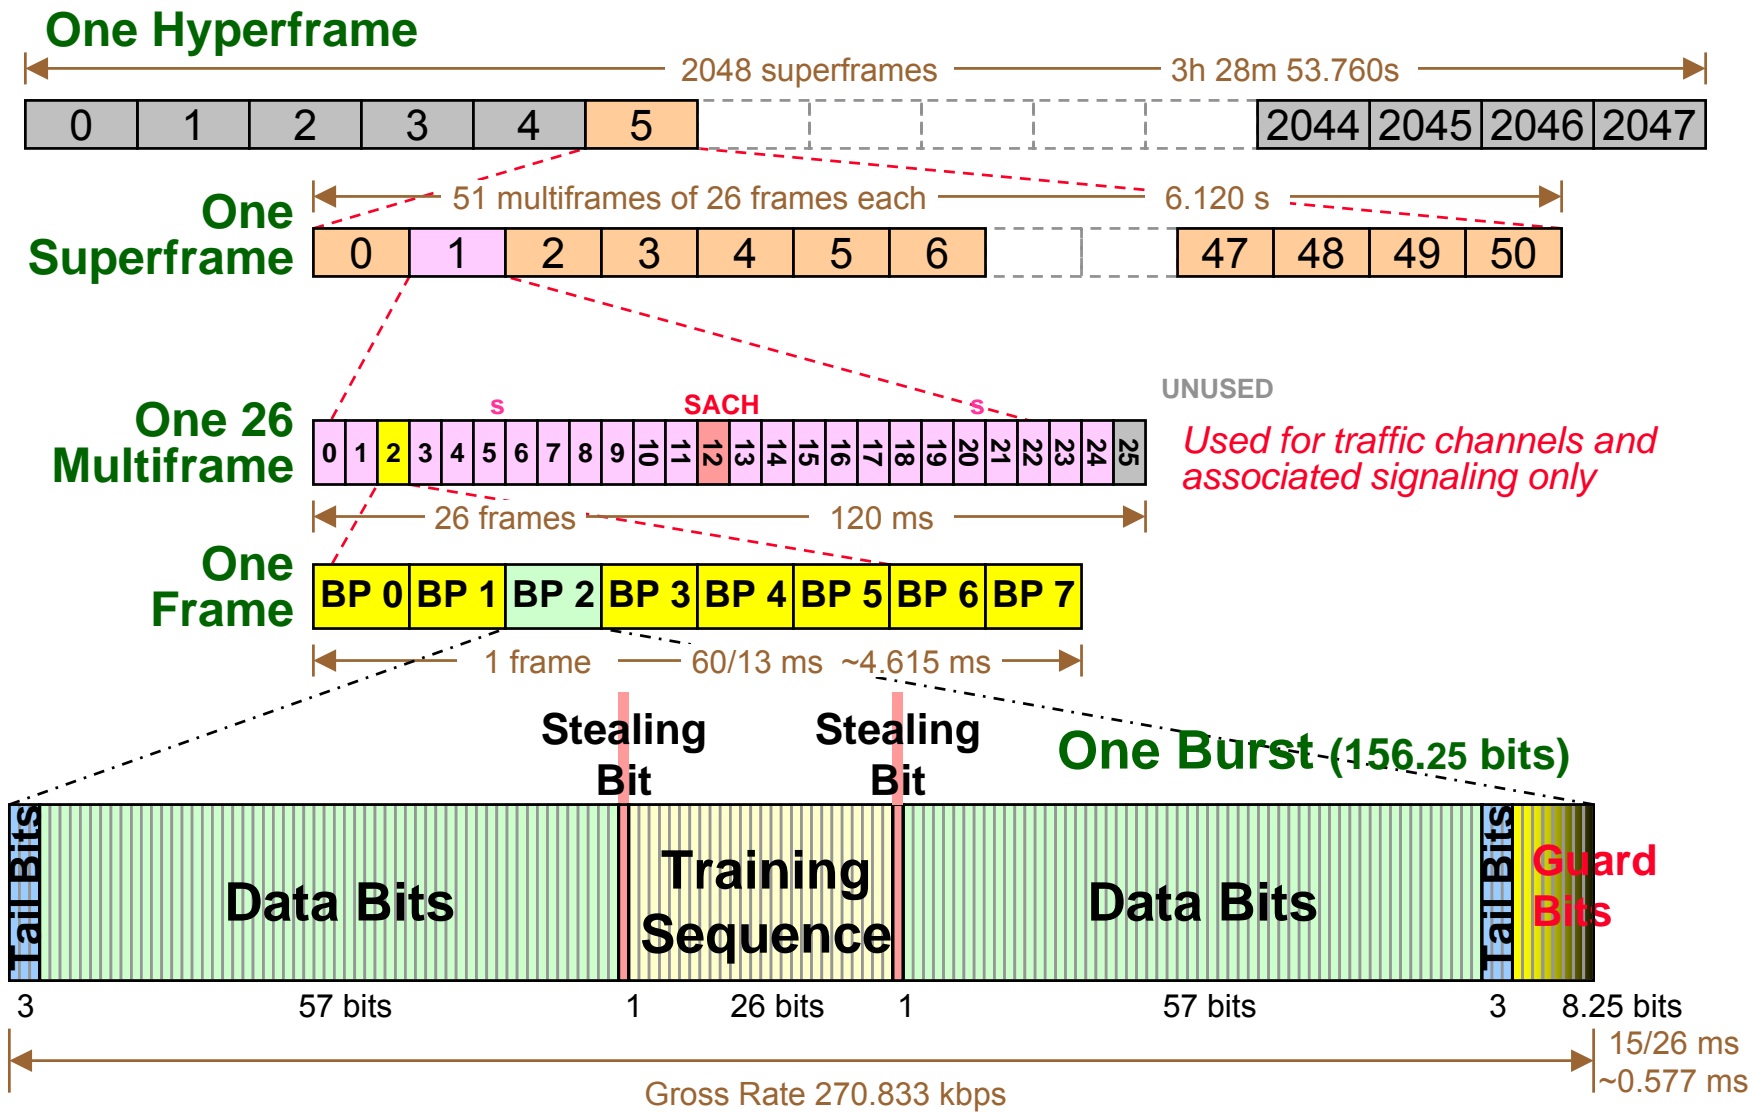 One Hyperframe
2048 superframes 3h 28m 53.760s
0 1 2 3 4 5 2044 2045 2046 2047
51 multiframes of 26 frames each 6.120 s
One
Superframe
0 1 2 3 4 5 6 47 48 49 50
UNUSED
s SACH s
One 26
Multiframe
0 1 2 3 4 5 6 7 8 9 10 11 12 13 14 15 16 17 18 19 20 21 22 23 24 25
Used for traffic channels and
associated signaling only
26 frames 120 ms
One
Frame
BP 0 BP 1 BP 2 BP 3 BP 4 BP 5 BP 6 BP 7
1 frame 60/13 ms ~4.615 ms
Stealing
Bit
Stealing
Bit
One Burst (156.25 bits)
Tail Bits
Data Bits
Training
Sequence
Data Bits
Tail Bits
Guard
Bits
3 57 bits 1 26 bits 1 57 bits 3 8.25 bits
15/26 ms
~0.577 ms
Gross Rate 270.833 kbps